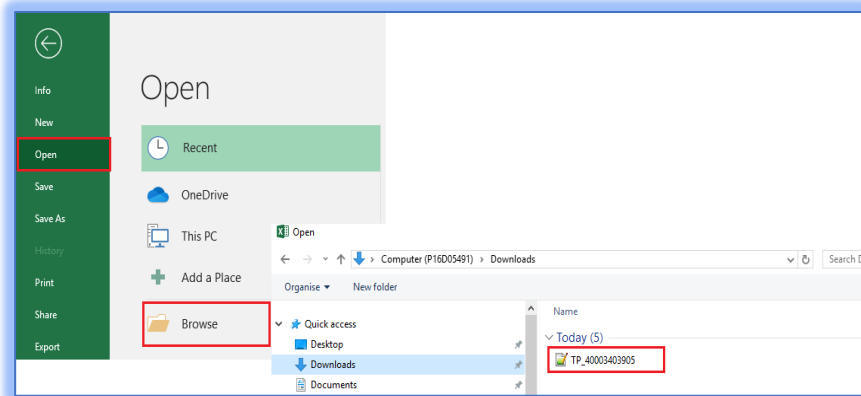 Open
Info
New
Open
Save
Save As
History
Print
Share
Export
Recent
OneDrive
This PC
Add a Place
Browse
Open
Computer (P16D05491) > Downloads
Search D
Organise
New folder
Quick access
Desktop
Downloads
Documents
Name
Today (5)
TP_40003403905